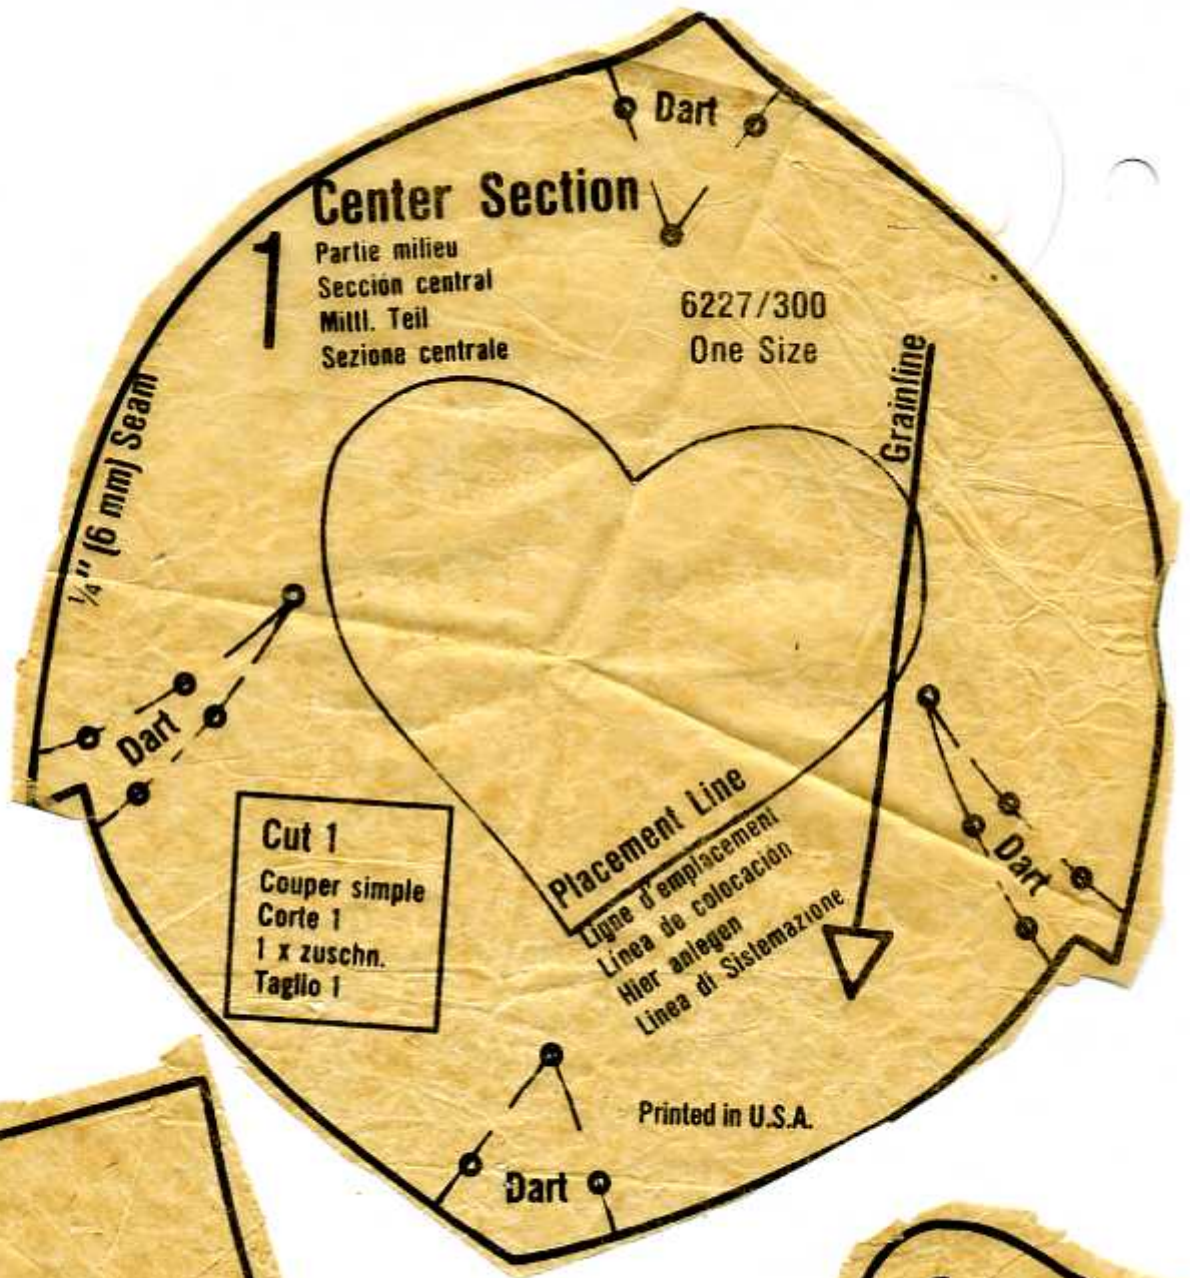 Dart
Center Section
1
Partie milieu
Sección central
Mittl. Teil
Sezione centrale
6227/300
One Size
Grainline
¼" (6 mm) Seam
Dart
Dart
Placement Line
Ligne d'emplacement
Linea de colocación
Hier anlegen
Linea di Sistemazione
Cut 1
Couper simple
Corte 1
1 x zuschn.
Taglio 1
Printed in U.S.A.
Dart